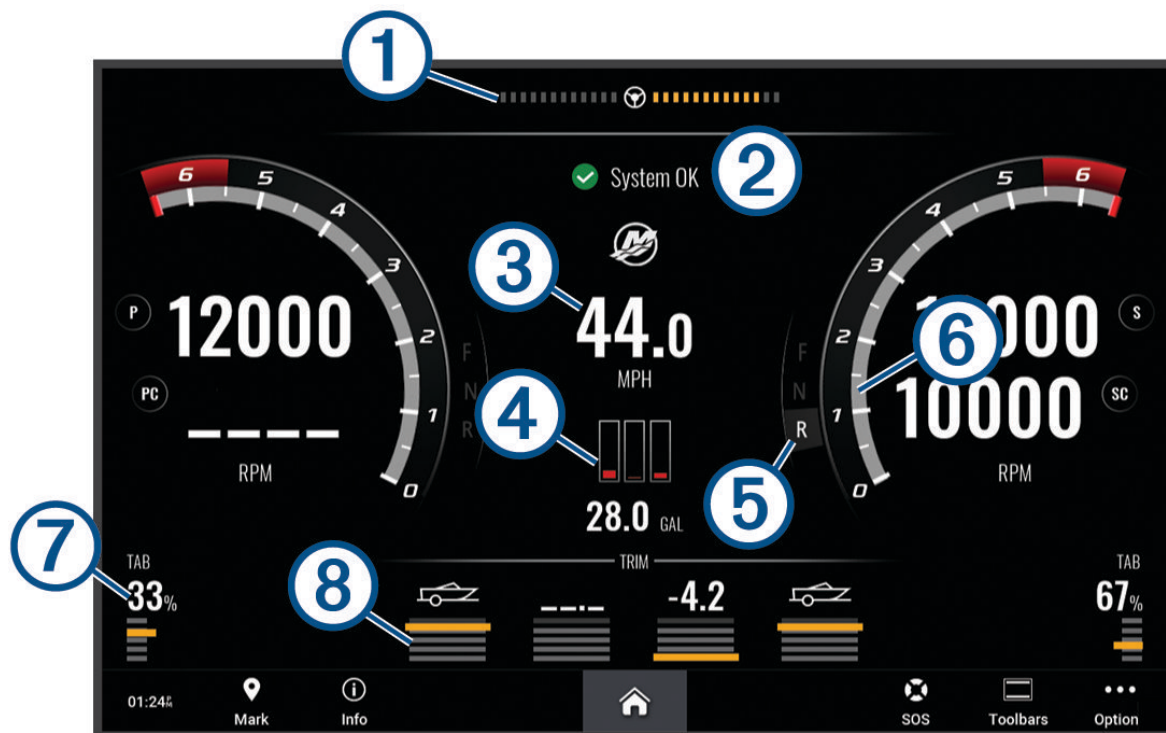 1
2
System OK
6 5 4 3 2 1 0
5 6 4 3 2 1 0
3
44.0
MPH
P
12000
PC
----
RPM
F
N
R
F
N
R
S
000
6
10000
SC
RPM
4
28.0 GAL
5
TRIM
7
TAB
33%
8
--.-
-4.2
TAB
67%
01:24 PM
Mark
Info
SOS
Toolbars
Option